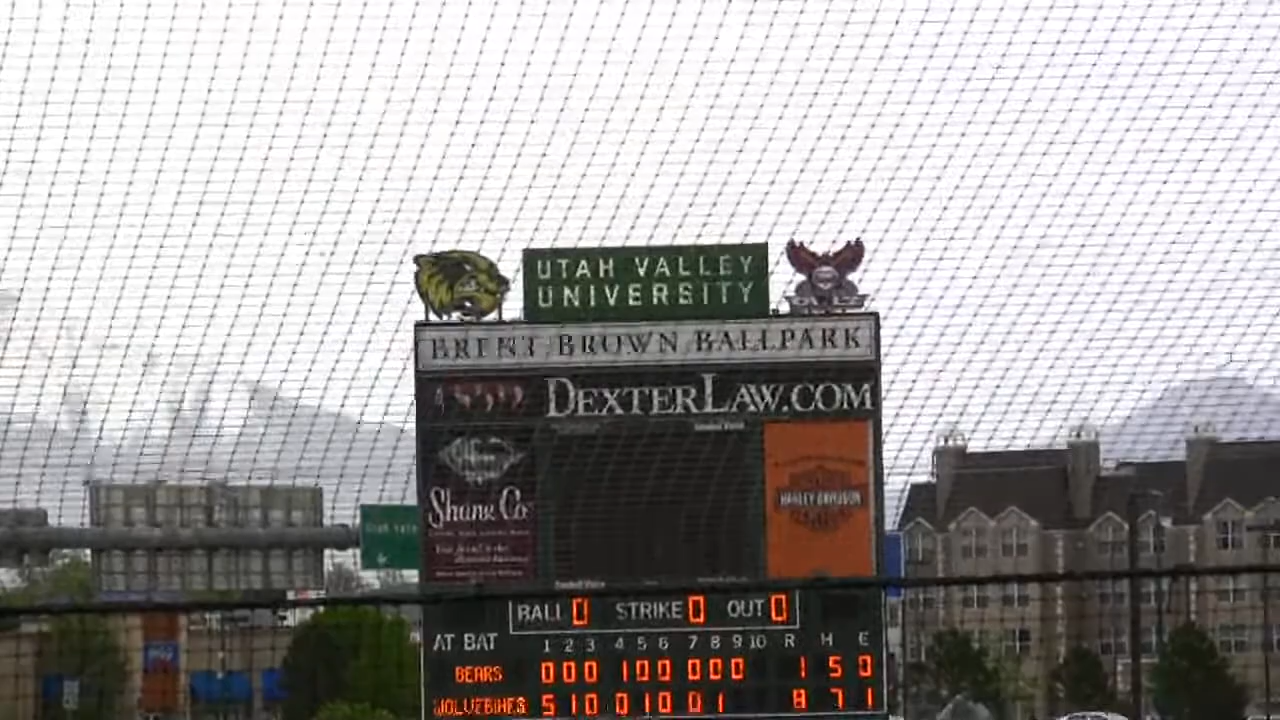 UTAH VALLEY
UNIVERSITY
BRENT BROWN BALLPARK
DEXTERLAW.COM
Shane Co
HARLEY-DAVIDSON
BALL 0 STRIKE 0 OUT 0
AT BAT 1 2 3 4 5 6 7 8 9 10 R H E
BEARS 0 0 0 1 0 0 0 0 0 1 5 0
WOLVERINES 5 1 0 0 1 0 0 1 8 7 1